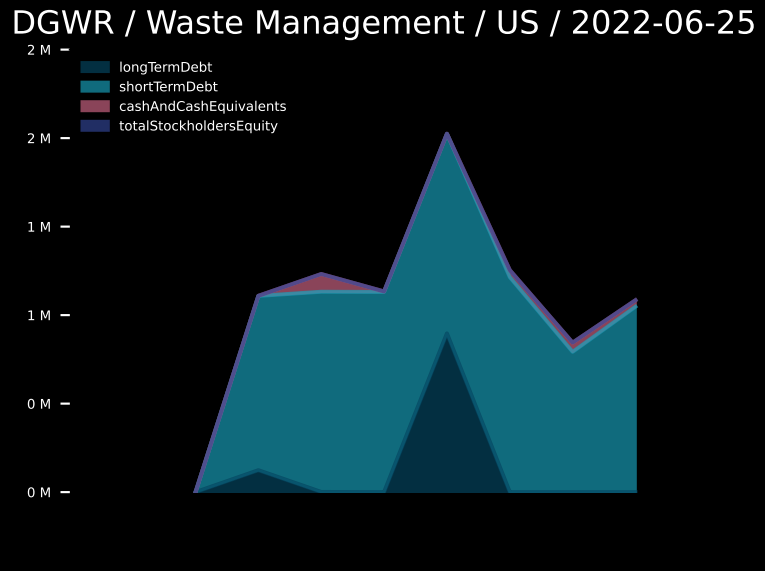 DGWR / Waste Management / US / 2022-06-25
2 M
longTermDebt
shortTermDebt
cashAndCashEquivalents
totalStockholdersEquity
2 M
1 M
1 M
0 M
0 M